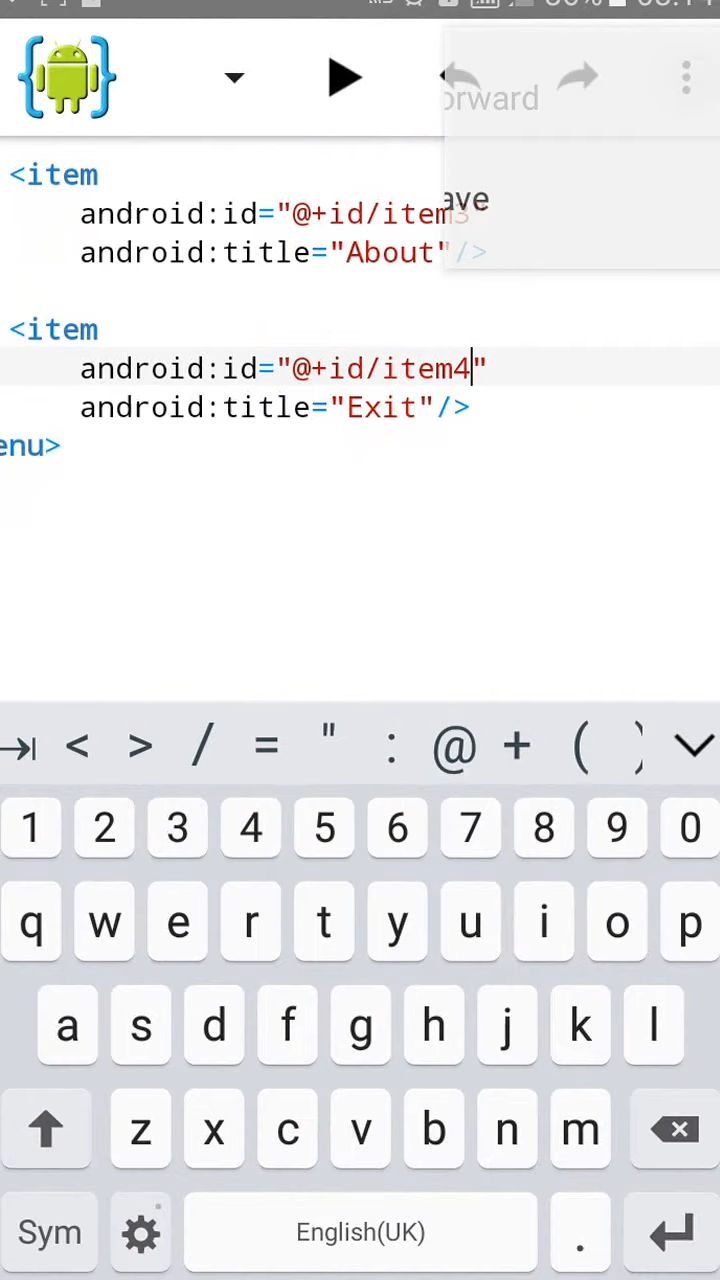 orward
<item
android:id="@+id/item3"
ave
android:title="About"/>
<item
android:id="@+id/item4"
android:title="Exit"/>
enu>
< > / = " : @ + ( )
1 2 3 4 5 6 7 8 9 0
q w e r t y u i o p
a s d f g h j k l
z x c v b n m
Sym English(UK) .